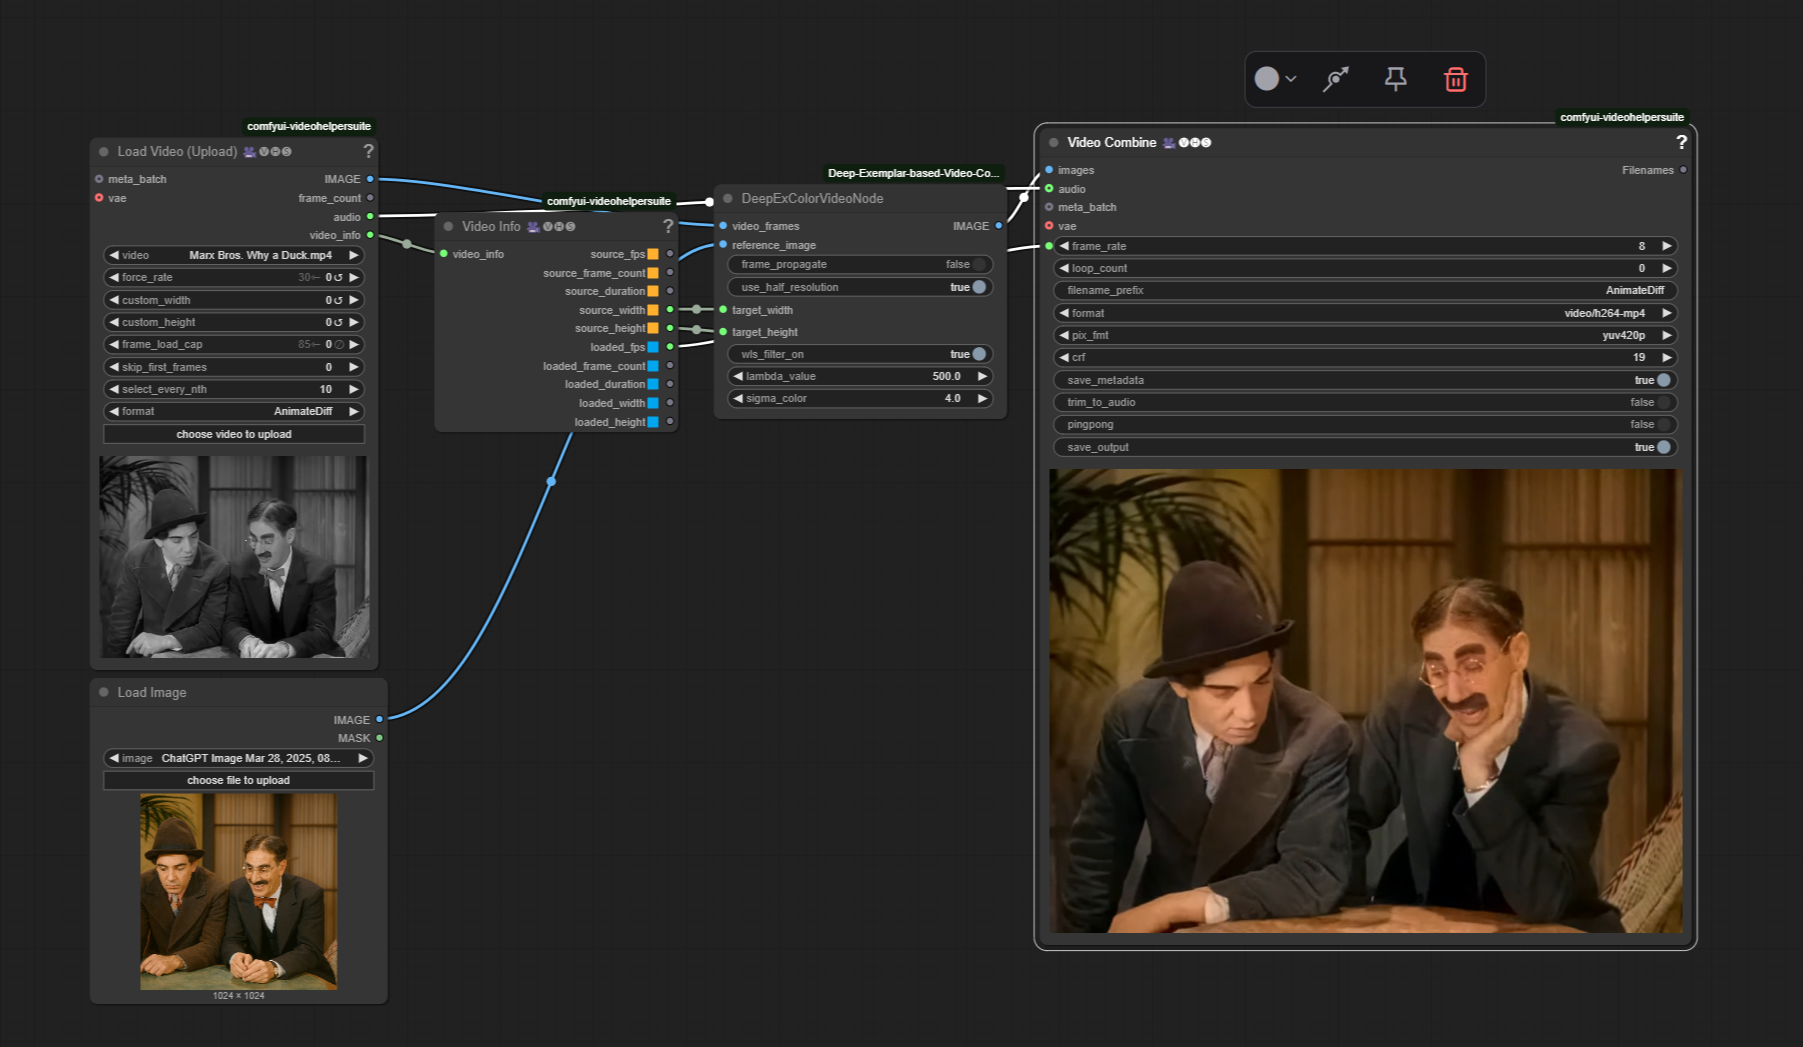 comfyui-videohelpersuite
Load Video (Upload) 🎥🅥🅗🅢 ?
meta_batch IMAGE
vae frame_count
audio
video_info
video Marx Bros. Why a Duck.mp4
force_rate 30← 0↺
custom_width 0↺
custom_height 0↺
frame_load_cap 85← 0∅
skip_first_frames 0
select_every_nth 10
format AnimateDiff
choose video to upload
Load Image
IMAGE
MASK
image ChatGPT Image Mar 28, 2025, 08...
choose file to upload
1024 × 1024
comfyui-videohelpersuite
Video Info 🎥🅥🅗🅢 ?
video_info source_fps
source_frame_count
source_duration
source_width
source_height
loaded_fps
loaded_frame_count
loaded_duration
loaded_width
loaded_height
Deep-Exemplar-based-Video-Co...
DeepExColorVideoNode
video_frames IMAGE
reference_image
frame_propagate false
use_half_resolution true
target_width
target_height
wls_filter_on true
lambda_value 500.0
sigma_color 4.0
comfyui-videohelpersuite
Video Combine 🎥🅥🅗🅢 ?
images Filenames
audio
meta_batch
vae
frame_rate 8
loop_count 0
filename_prefix AnimateDiff
format video/h264-mp4
pix_fmt yuv420p
crf 19
save_metadata true
trim_to_audio false
pingpong false
save_output true